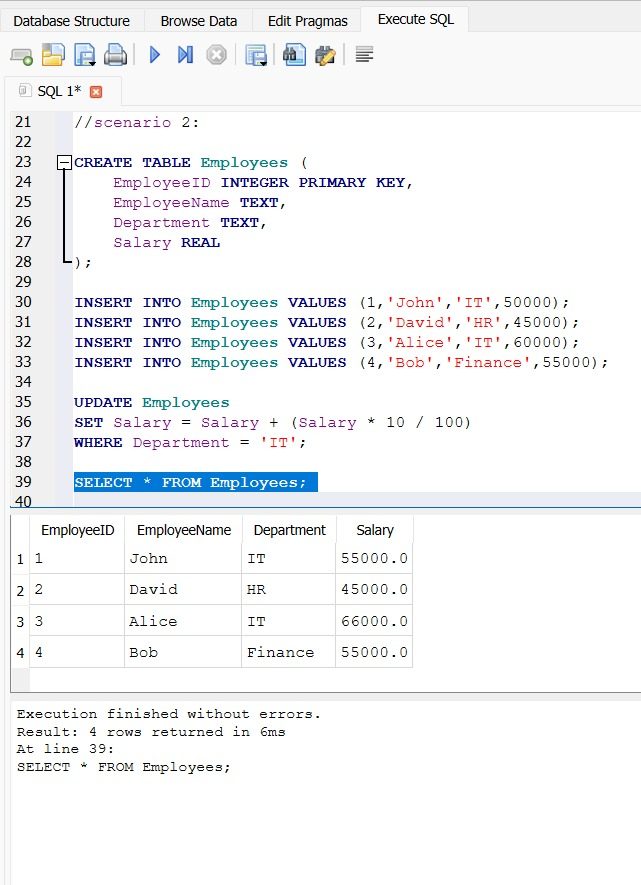 Database Structure Browse Data Edit Pragmas Execute SQL
SQL 1*
21 //scenario 2:
22
23 CREATE TABLE Employees (
24 EmployeeID INTEGER PRIMARY KEY,
25 EmployeeName TEXT,
26 Department TEXT,
27 Salary REAL
28 );
29
30 INSERT INTO Employees VALUES (1,'John','IT',50000);
31 INSERT INTO Employees VALUES (2,'David','HR',45000);
32 INSERT INTO Employees VALUES (3,'Alice','IT',60000);
33 INSERT INTO Employees VALUES (4,'Bob','Finance',55000);
34
35 UPDATE Employees
36 SET Salary = Salary + (Salary * 10 / 100)
37 WHERE Department = 'IT';
38
39 SELECT * FROM Employees;
40
EmployeeID EmployeeName Department Salary
1 1 John IT 55000.0
2 2 David HR 45000.0
3 3 Alice IT 66000.0
4 4 Bob Finance 55000.0
Execution finished without errors.
Result: 4 rows returned in 6ms
At line 39:
SELECT * FROM Employees;